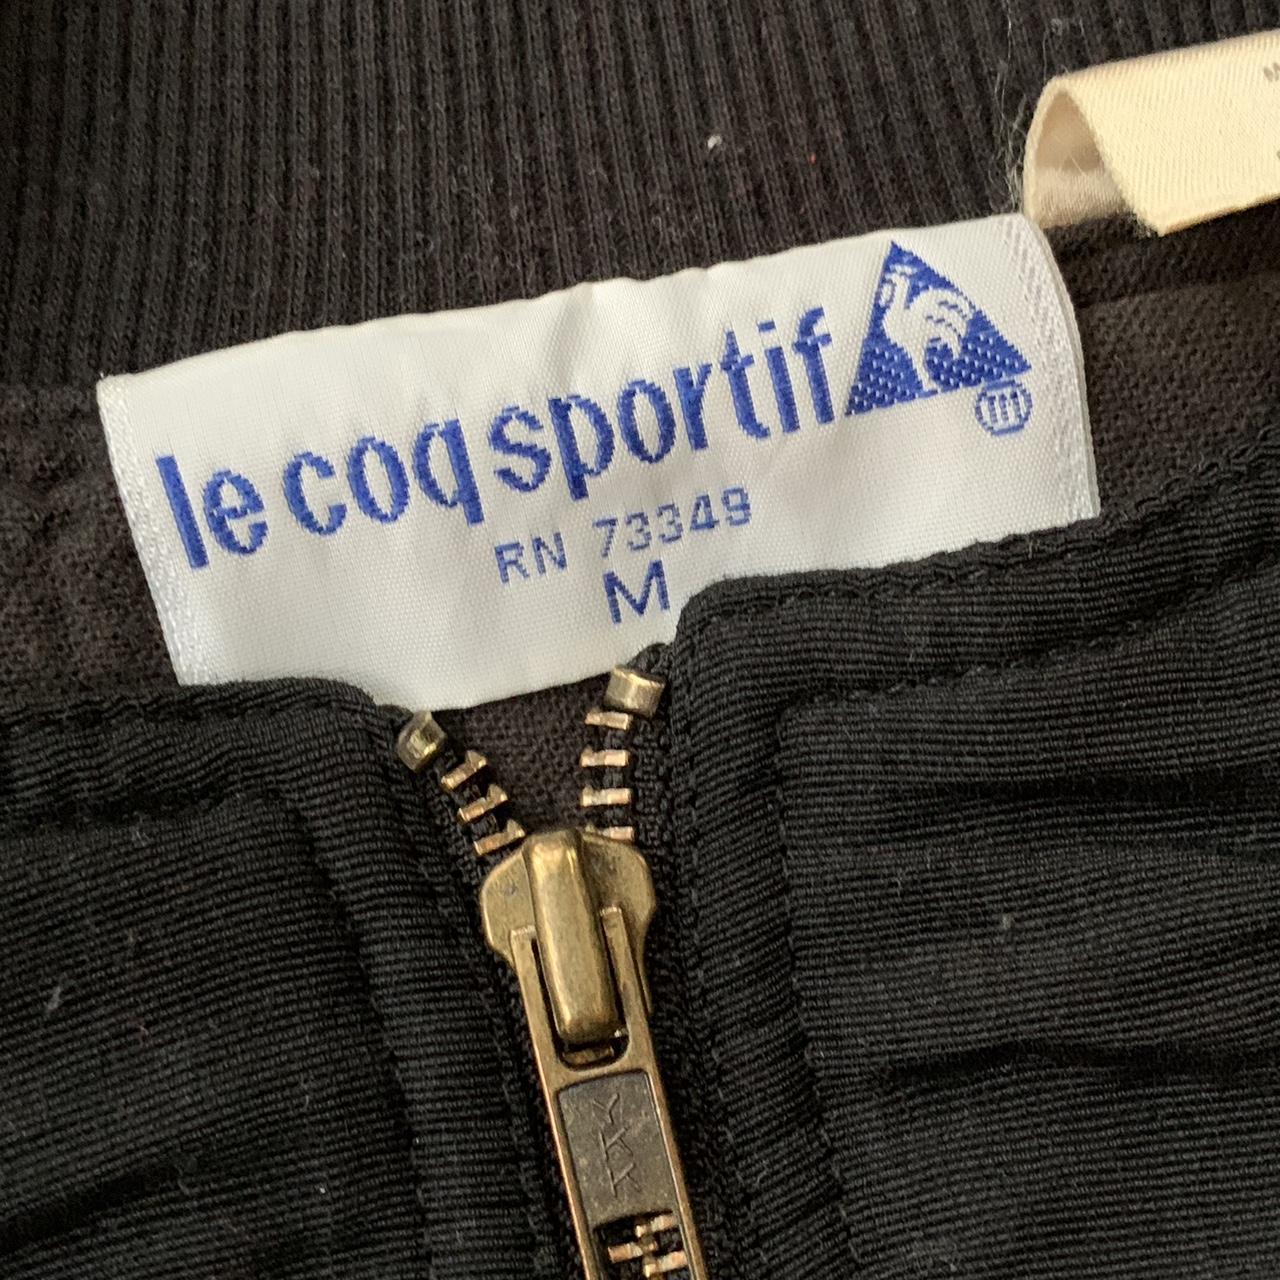 le coq sportif
RN 73349
M
YKK